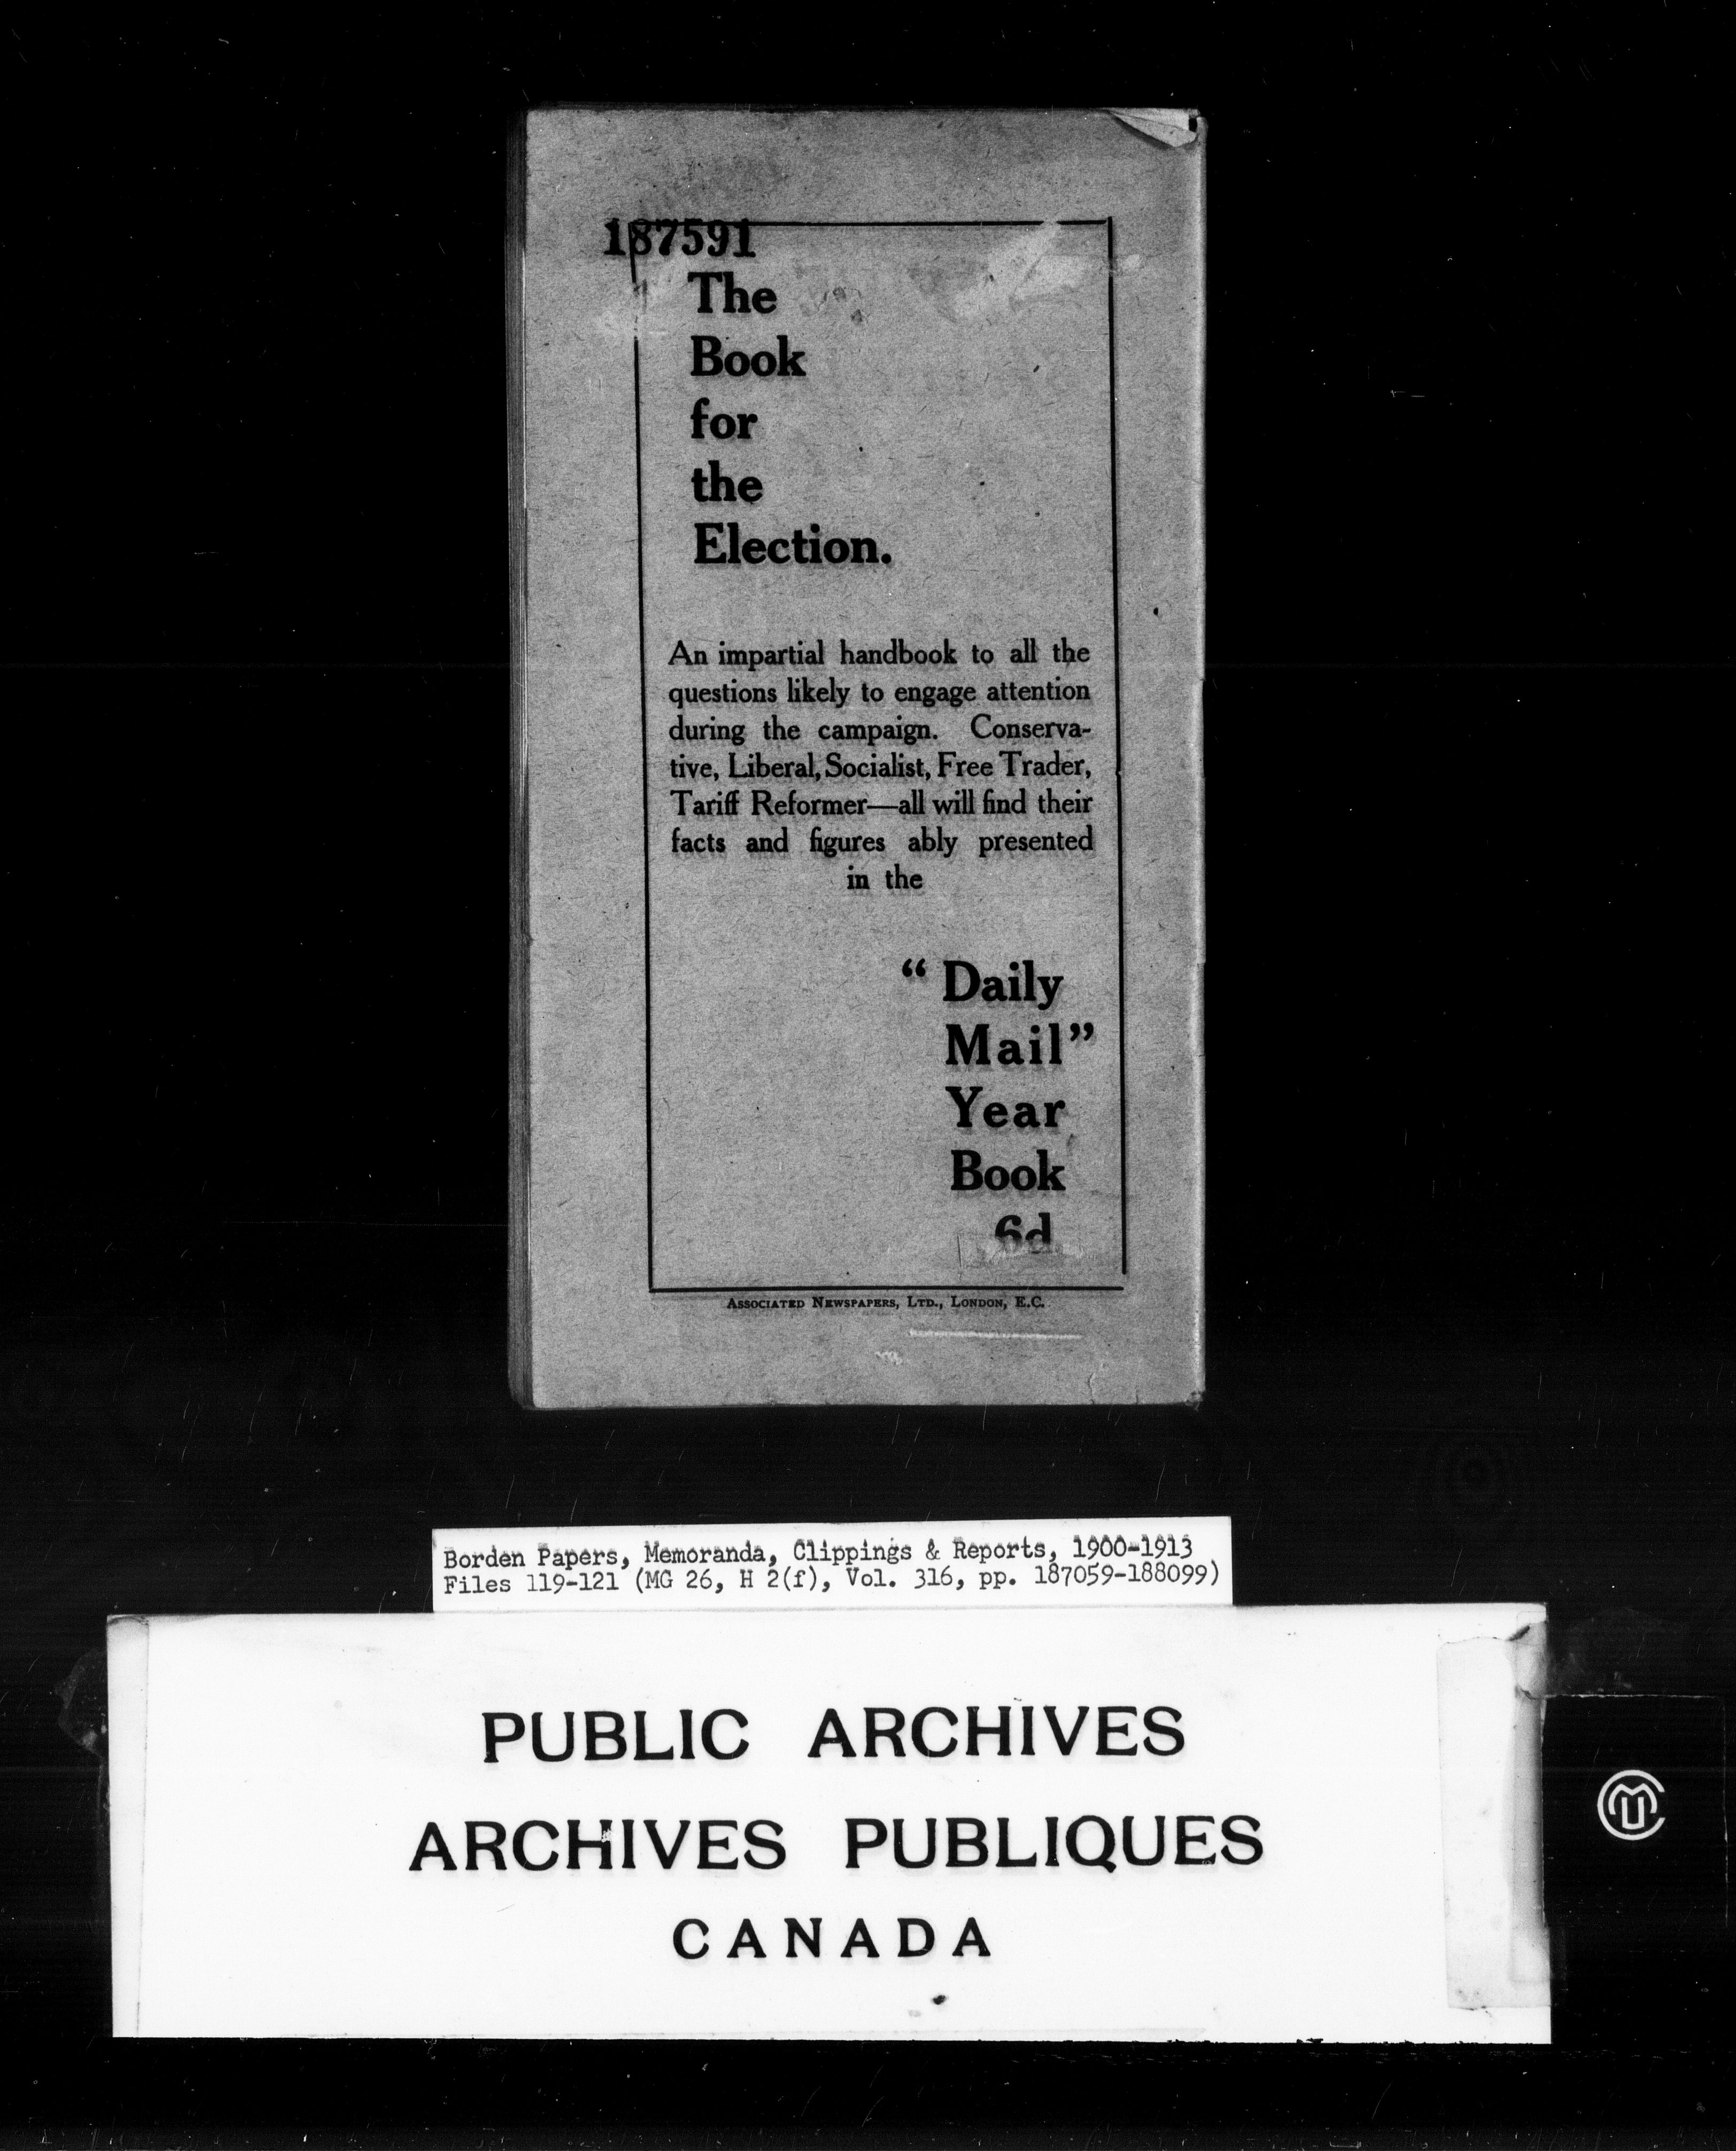 187591
The
Book
for
the
Election.
An impartial handbook to all the
questions likely to engage attention
during the campaign. Conserva-
tive, Liberal, Socialist, Free Trader,
Tariff Reformer—all will find their
facts and figures ably presented
in the
“Daily
Mail”
Year
Book
6d
Associated Newspapers, Ltd., London, E.C.
Borden Papers, Memoranda, Clippings & Reports, 1900-1913
Files 119-121 (MG 26, H 2(f), Vol. 316, pp. 187059-188099)
PUBLIC ARCHIVES
ARCHIVES PUBLIQUES
CANADA